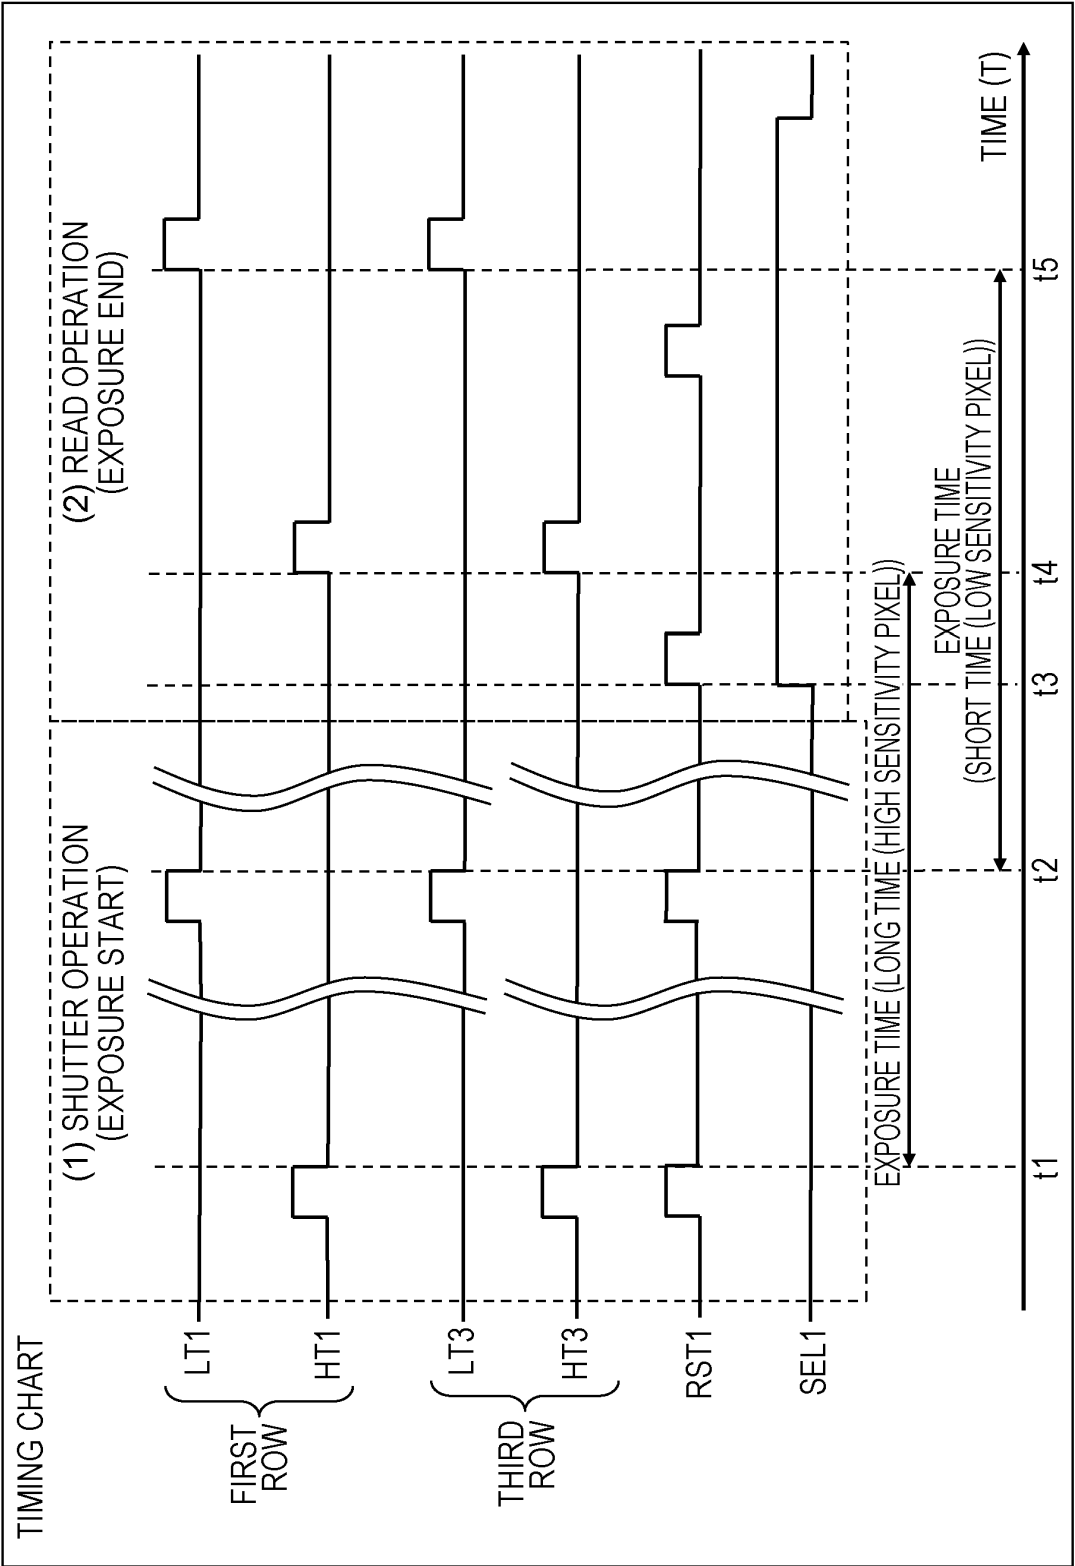 TIMING CHART
(1) SHUTTER OPERATION
(EXPOSURE START)
(2) READ OPERATION
(EXPOSURE END)
FIRST
ROW
LT1
HT1
THIRD
ROW
LT3
HT3
RST1
SEL1
EXPOSURE TIME (LONG TIME (HIGH SENSITIVITY PIXEL))
EXPOSURE TIME
(SHORT TIME (LOW SENSITIVITY PIXEL))
TIME (T)
t1
t2
t3
t4
t5